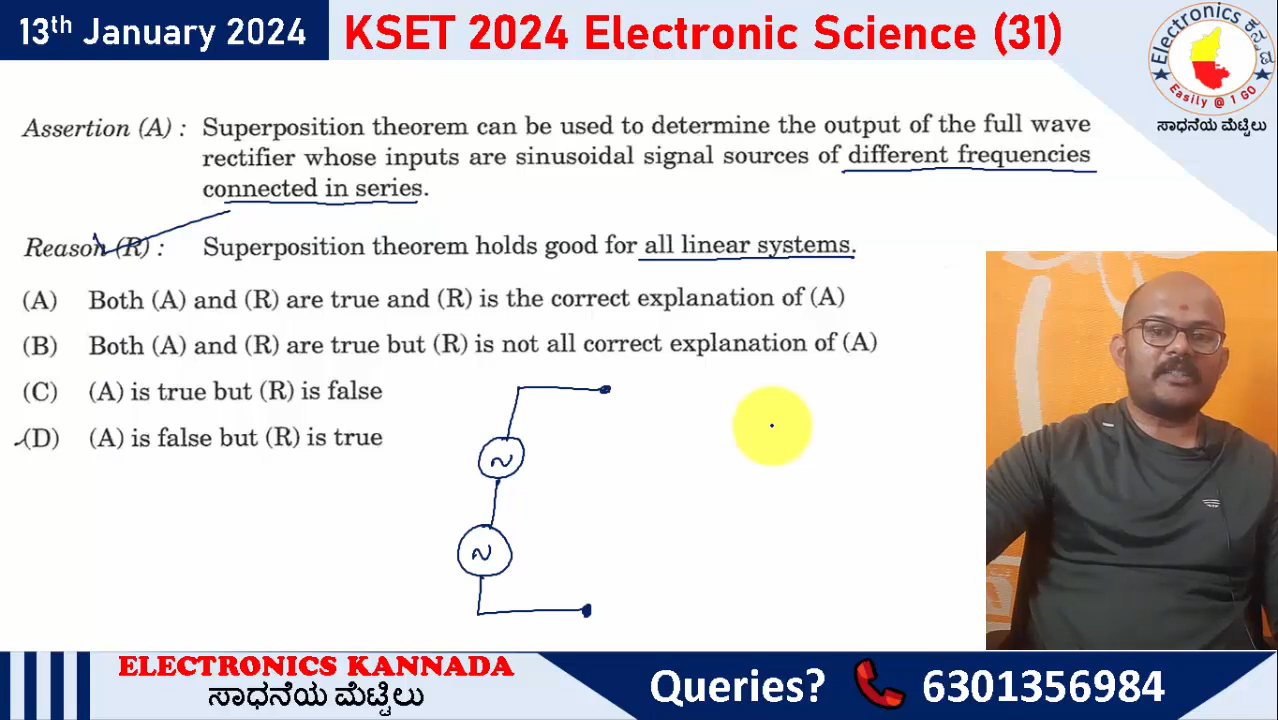 13th January 2024
KSET 2024 Electronic Science (31)
Electronics ಕನ್ನಡ
Easily @ 1 GO
ಸಾಧನೆಯ ಮೆಟ್ಟಿಲು
Assertion (A) : Superposition theorem can be used to determine the output of the full wave
rectifier whose inputs are sinusoidal signal sources of different frequencies
connected in series.
Reason (R) : Superposition theorem holds good for all linear systems.
(A) Both (A) and (R) are true and (R) is the correct explanation of (A)
(B) Both (A) and (R) are true but (R) is not all correct explanation of (A)
(C) (A) is true but (R) is false
(D) (A) is false but (R) is true
ELECTRONICS KANNADA
ಸಾಧನೆಯ ಮೆಟ್ಟಿಲು
Queries? 6301356984